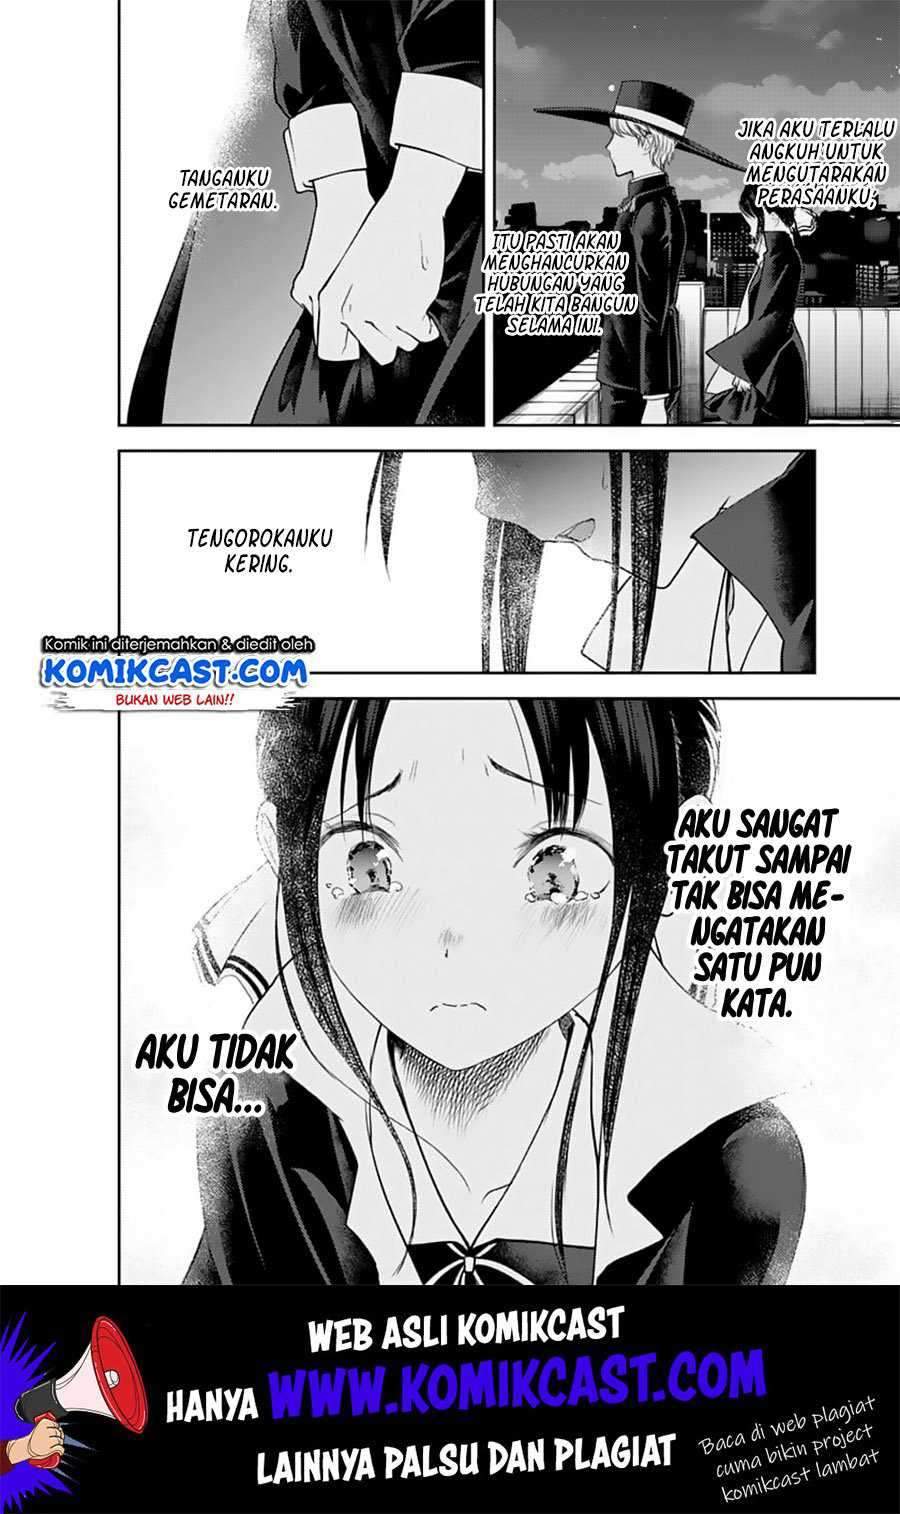 JIKA AKU TERLALU
ANGKUH UNTUK
MENGUTARAKAN
PERASAANKU,
ITU PASTI AKAN
MENGHANCURKAN
HUBUNGAN YANG
TELAH KITA BANGUN
SELAMA INI.
TANGANKU
GEMETARAN.
TENGOROKANKU
KERING.
Komik ini diterjemahkan & diedit oleh
KOMIKCAST.COM
BUKAN WEB LAIN!!
AKU SANGAT
TAKUT SAMPAI
TAK BISA ME-
NGATAKAN
SATU PUN
KATA.
AKU TIDAK
BISA...
WEB ASLI KOMIKCAST
HANYA WWW.KOMIKCAST.COM
LAINNYA PALSU DAN PLAGIAT
Baca di web plagiat
cuma bikin project
komikcast lambat